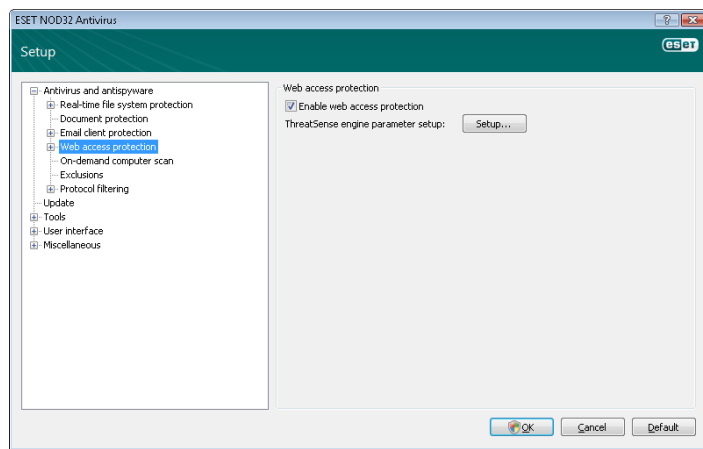 ESET NOD32 Antivirus
Setup
eset
Antivirus and antispyware
Real-time file system protection
Document protection
Email client protection
Web access protection
On-demand computer scan
Exclusions
Protocol filtering
Update
Tools
User interface
Miscellaneous
Web access protection
Enable web access protection
ThreatSense engine parameter setup: Setup...
OK Cancel Default